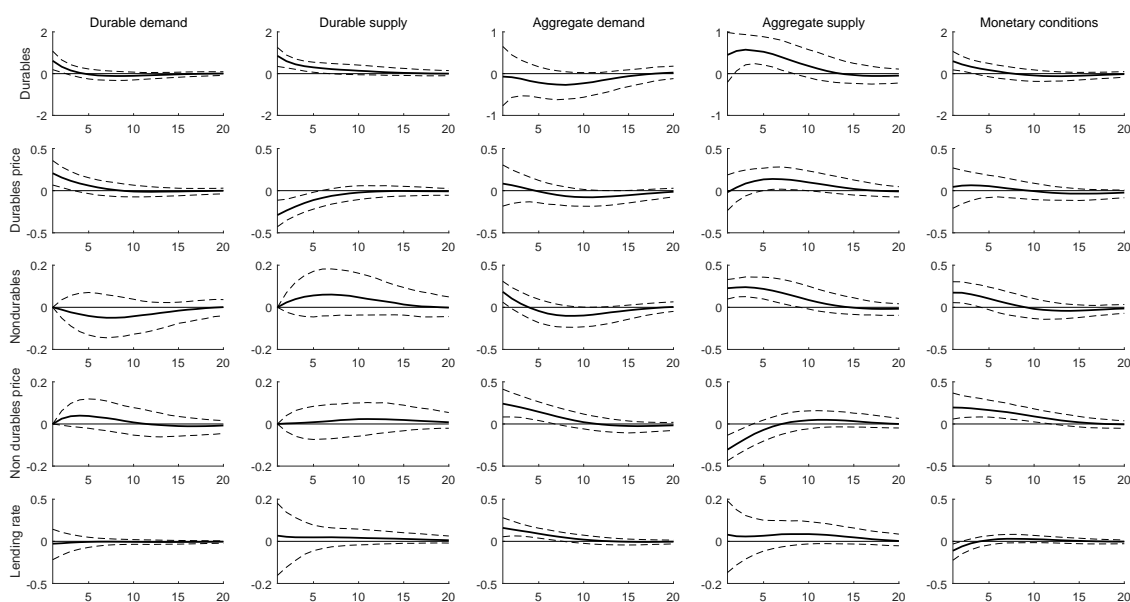 Durable demand Durable supply Aggregate demand Aggregate supply Monetary conditions
Durables
2 2 1 1 2
0 0 0 0 0
-2 -2 -1 -1 -2
5 10 15 20 5 10 15 20 5 10 15 20 5 10 15 20 5 10 15 20
Durables price
0.5 0.5 0.5 0.5 0.5
0 0 0 0 0
-0.5 -0.5 -0.5 -0.5 -0.5
5 10 15 20 5 10 15 20 5 10 15 20 5 10 15 20 5 10 15 20
Nondurables
0.2 0.2 0.5 0.5 0.5
0 0 0 0 0
-0.2 -0.2 -0.5 -0.5 -0.5
5 10 15 20 5 10 15 20 5 10 15 20 5 10 15 20 5 10 15 20
Non durables price
0.2 0.2 0.5 0.5 0.5
0 0 0 0 0
-0.2 -0.2 -0.5 -0.5 -0.5
5 10 15 20 5 10 15 20 5 10 15 20 5 10 15 20 5 10 15 20
Lending rate
0.5 0.2 0.5 0.2 0.5
0 0 0 0 0
-0.5 -0.2 -0.5 -0.2 -0.5
5 10 15 20 5 10 15 20 5 10 15 20 5 10 15 20 5 10 15 20